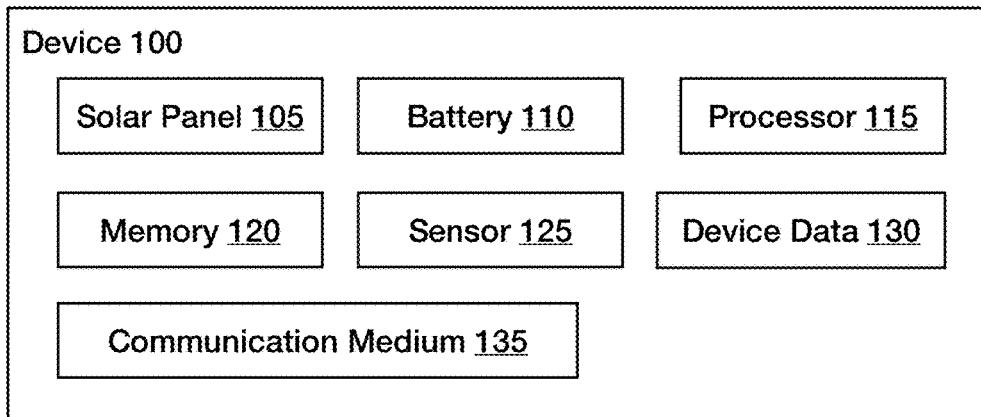 Device 100
Solar Panel 105
Battery 110
Processor 115
Memory 120
Sensor 125
Device Data 130
Communication Medium 135